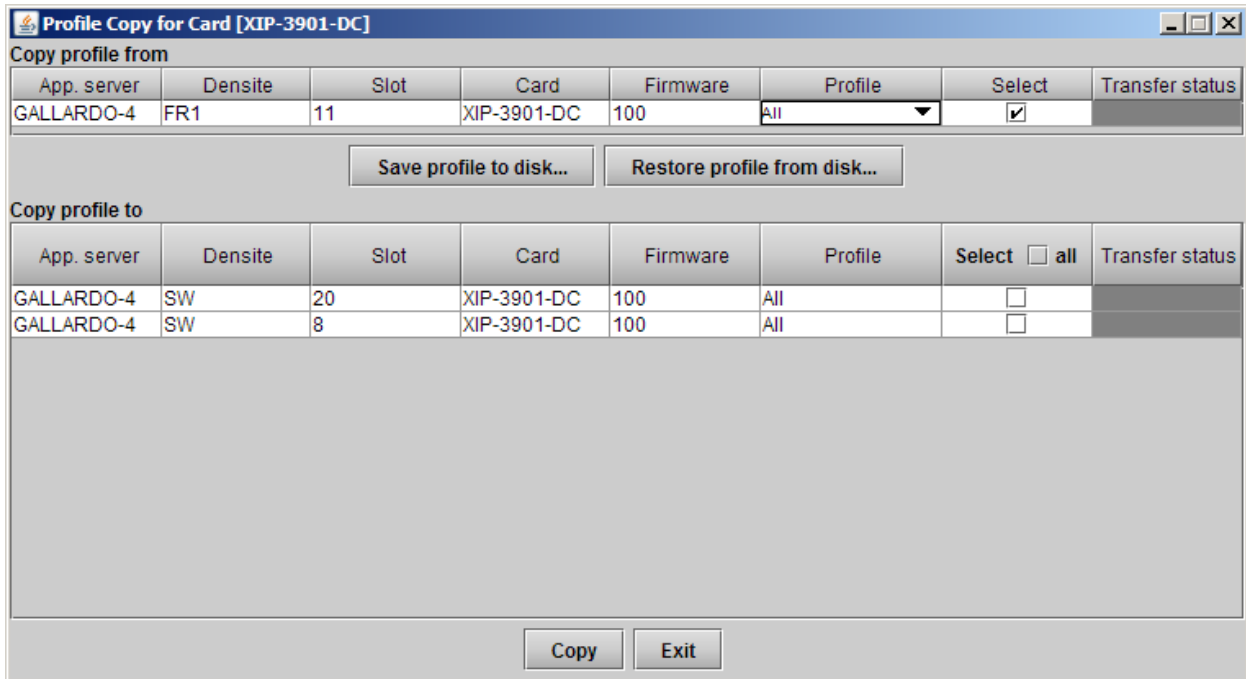 Profile Copy for Card [XIP-3901-DC]
Copy profile from
App. server Densite Slot Card Firmware Profile Select Transfer status
GALLARDO-4 FR1 11 XIP-3901-DC 100 All
Save profile to disk... Restore profile from disk...
Copy profile to
App. server Densite Slot Card Firmware Profile Select all Transfer status
GALLARDO-4 SW 20 XIP-3901-DC 100 All
GALLARDO-4 SW 8 XIP-3901-DC 100 All
Copy Exit